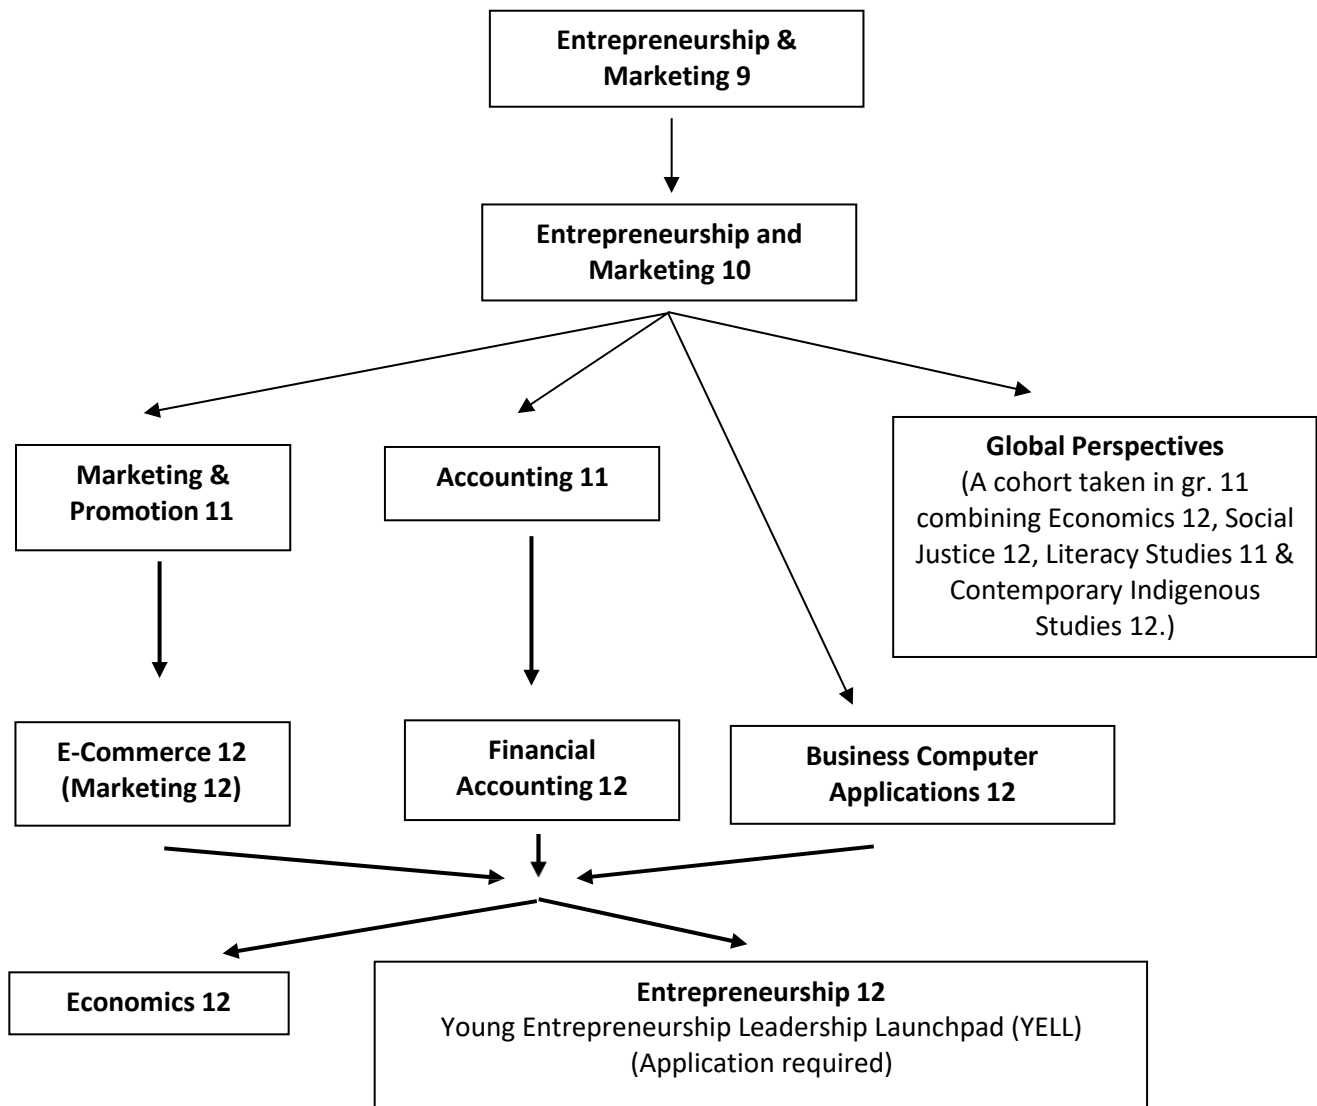 Entrepreneurship &
Marketing 9
Entrepreneurship and
Marketing 10
Marketing &
Promotion 11
Accounting 11
Global Perspectives
(A cohort taken in gr. 11
combining Economics 12, Social
Justice 12, Literacy Studies 11 &
Contemporary Indigenous
Studies 12.)
E-Commerce 12
(Marketing 12)
Financial
Accounting 12
Business Computer
Applications 12
Economics 12
Entrepreneurship 12
Young Entrepreneurship Leadership Launchpad (YELL)
(Application required)